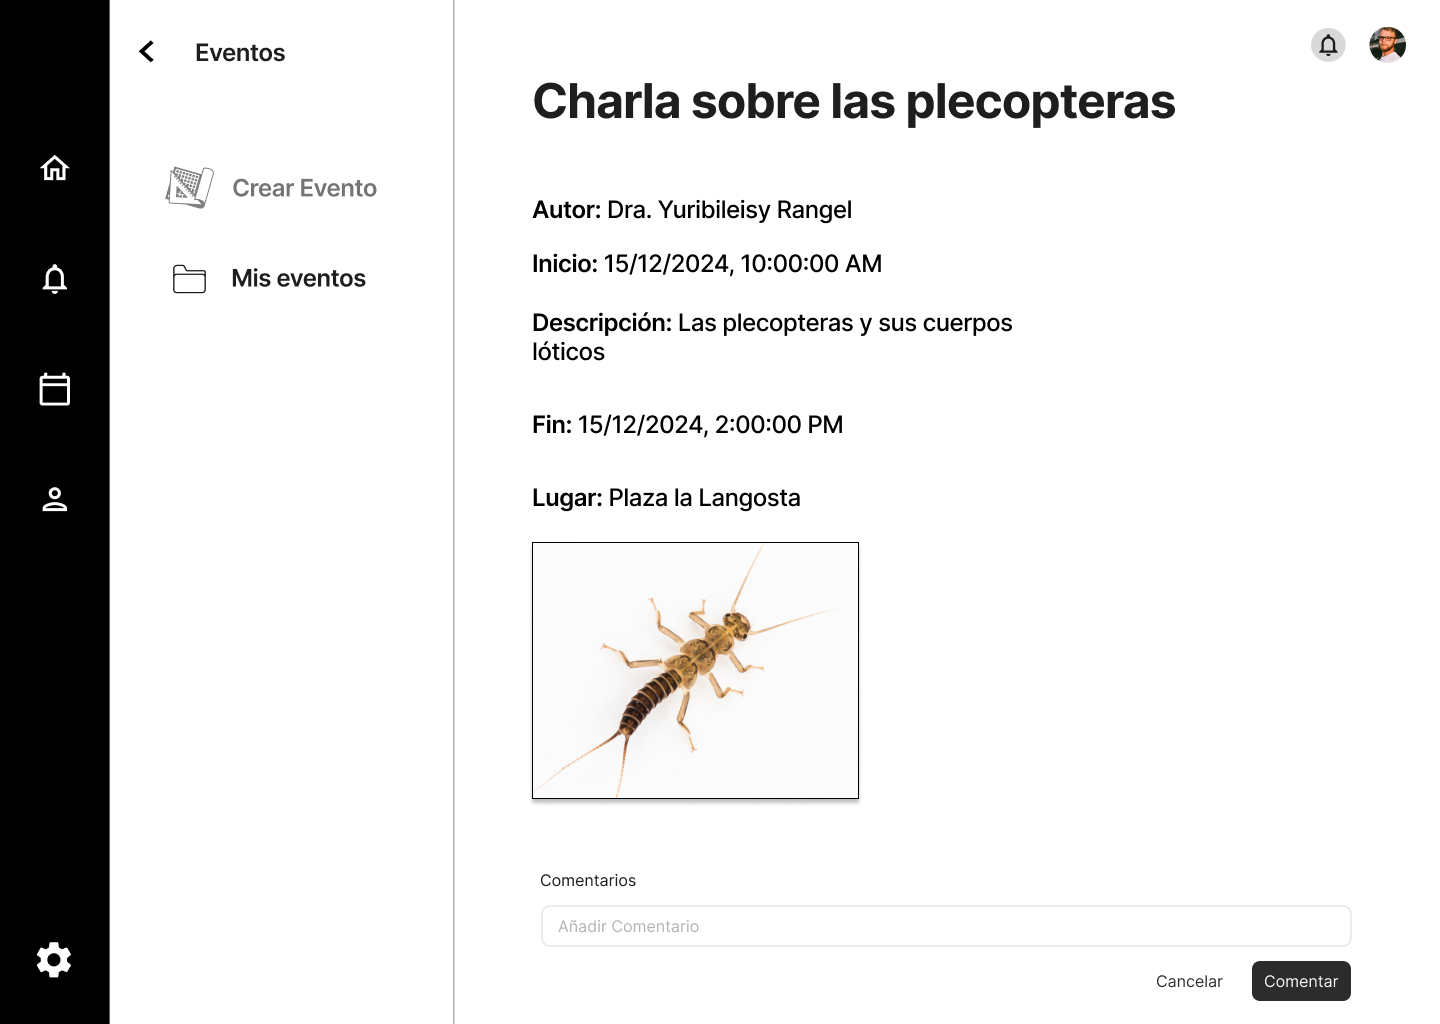 Eventos
Crear Evento
Mis eventos
Charla sobre las plecopteras
Autor: Dra. Yuribileisy Rangel
Inicio: 15/12/2024, 10:00:00 AM
Descripción: Las plecopteras y sus cuerpos
lóticos
Fin: 15/12/2024, 2:00:00 PM
Lugar: Plaza la Langosta
Comentarios
Añadir Comentario
Cancelar
Comentar